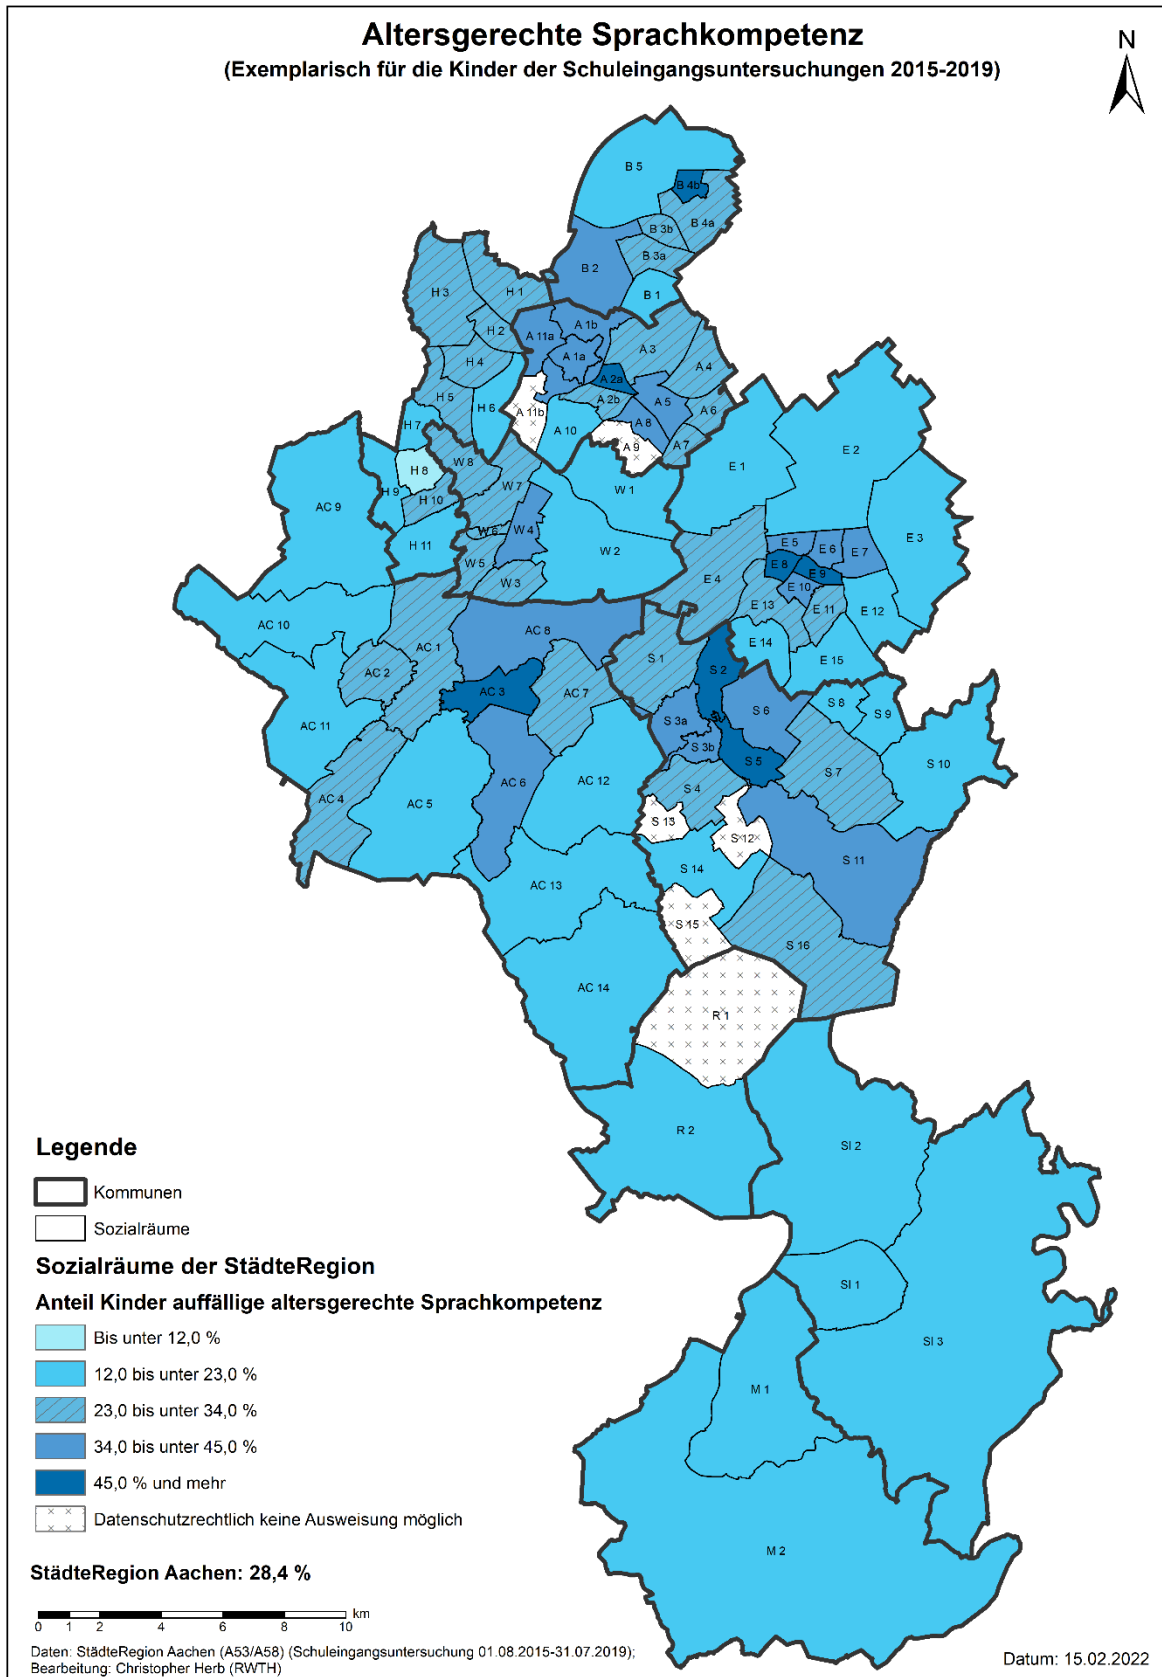 Altersgerechte Sprachkompetenz
(Exemplarisch für die Kinder der Schuleingangsuntersuchungen 2015-2019)
N
B 5
B 4b
B 4a
B 3b
B 3a
B 2
B 1
H 3
H 1
H 2
H 4
H 5
H 6
H 7
H 8
H 9
H 10
H 11
A 11a
A 1b
A 1a
A 3
A 4
A 2a
A 2b
A 5
A 6
A 8
A 7
A 11b
A 10
A 9
W 8
W 7
W 1
W 6
W 4
W 2
W 5
W 3
E 1
E 2
E 3
E 5
E 6
E 7
E 8
E 9
E 10
E 4
E 13
E 11
E 12
E 14
E 15
AC 9
AC 10
AC 1
AC 8
AC 2
AC 3
AC 7
AC 11
AC 4
AC 5
AC 6
AC 12
AC 13
AC 14
S 1
S 2
S 3a
S 3b
S 6
S 5
S 8
S 9
S 7
S 10
S 4
S 13
S 12
S 11
S 14
S 15
S 16
R 1
R 2
SI 2
SI 1
SI 3
M 1
M 2
Legende
Kommunen
Sozialräume
Sozialräume der StädteRegion
Anteil Kinder auffällige altersgerechte Sprachkompetenz
Bis unter 12,0 %
12,0 bis unter 23,0 %
23,0 bis unter 34,0 %
34,0 bis unter 45,0 %
45,0 % und mehr
Datenschutzrechtlich keine Ausweisung möglich
StädteRegion Aachen: 28,4 %
km
0 1 2 4 6 8 10
Daten: StädteRegion Aachen (A53/A58) (Schuleingangsuntersuchung 01.08.2015-31.07.2019);
Bearbeitung: Christopher Herb (RWTH)
Datum: 15.02.2022